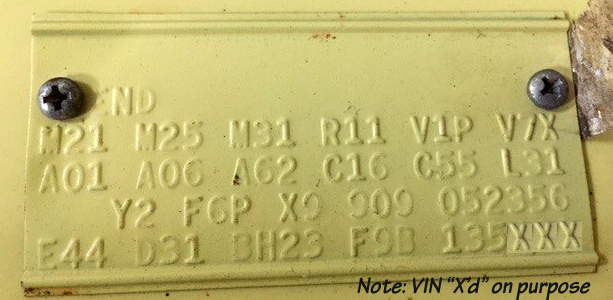 END
M21 M25 M31 R11 V1P V7X
A01 A06 A62 C16 C55 L31
Y2 F6P X9 909 052356
E44 D31 BH23 F9B 135XXX
Note: VIN "X'd" on purpose